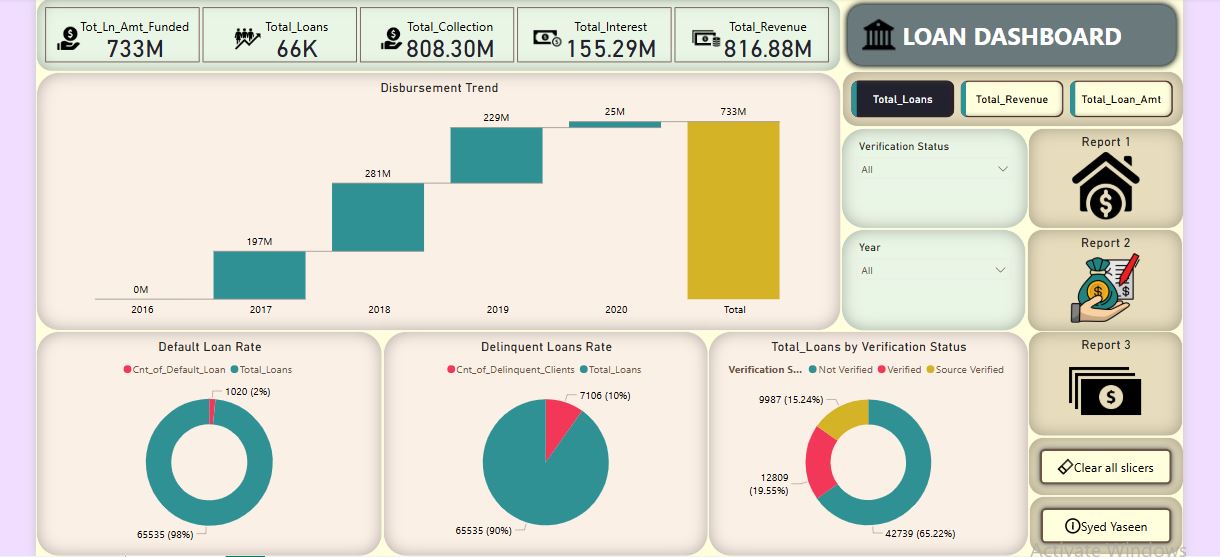 Tot_Ln_Amt_Funded
733M
Total_Loans
66K
Total_Collection
808.30M
Total_Interest
155.29M
Total_Revenue
816.88M
LOAN DASHBOARD
Total_Loans
Total_Revenue
Total_Loan_Amt
Disbursement Trend
0M
197M
281M
229M
25M
733M
2016
2017
2018
2019
2020
Total
Verification Status
All
Year
All
Report 1
Report 2
Report 3
Default Loan Rate
Cnt_of_Default_Loan Total_Loans
1020 (2%)
65535 (98%)
Delinquent Loans Rate
Cnt_of_Delinquent_Clients Total_Loans
7106 (10%)
65535 (90%)
Total_Loans by Verification Status
Verification S... Not Verified Verified Source Verified
9987 (15.24%)
12809
(19.55%)
42739 (65.22%)
Clear all slicers
Syed Yaseen
Activate Windows